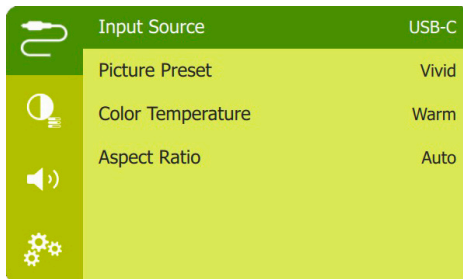 Input Source USB-C
Picture Preset Vivid
Color Temperature Warm
Aspect Ratio Auto